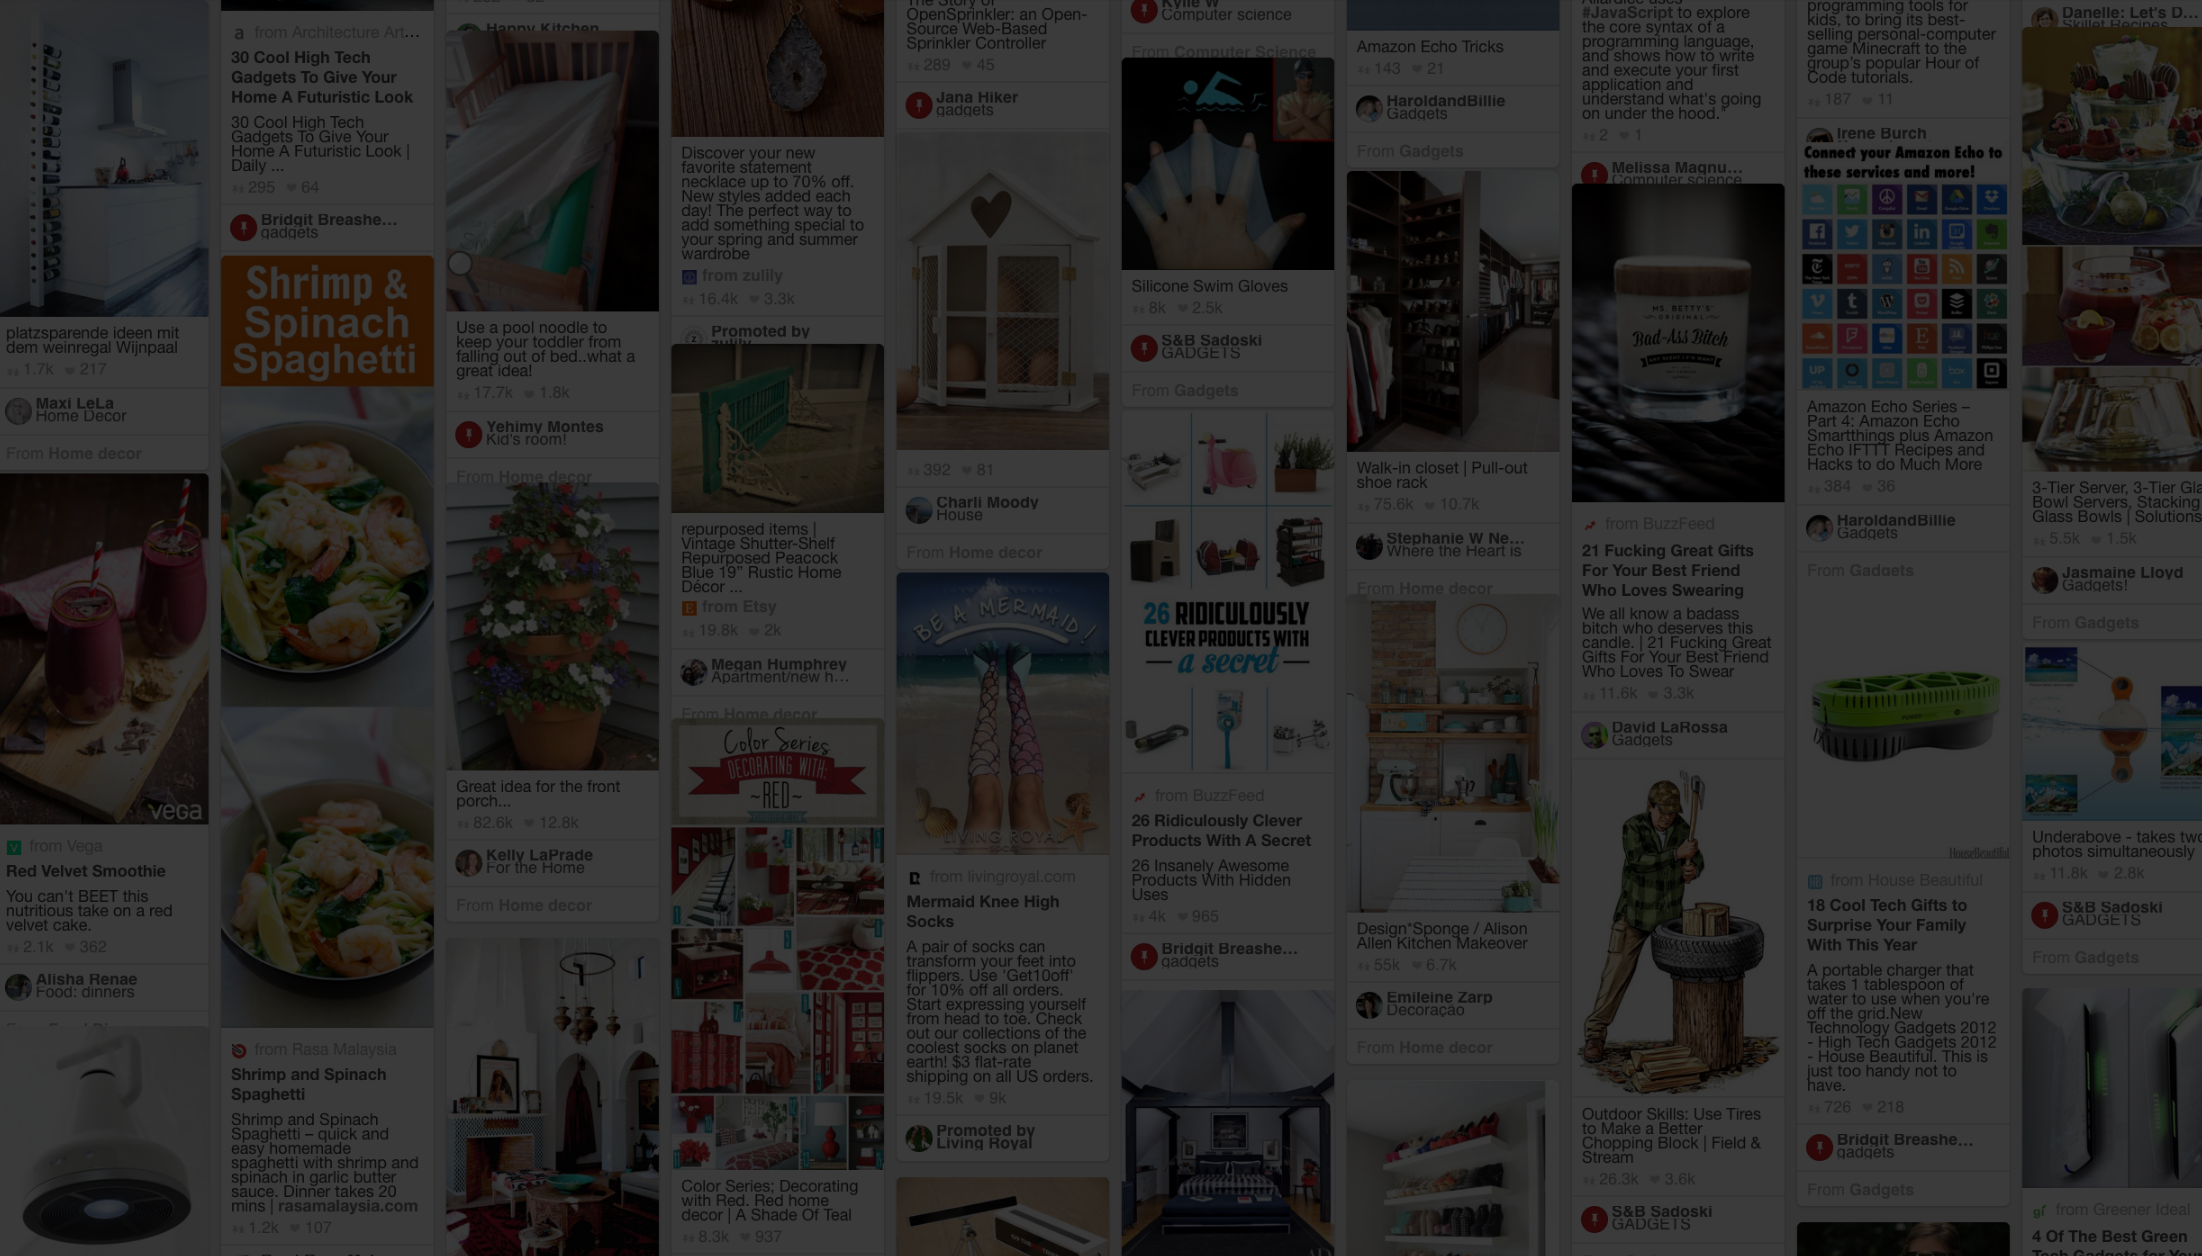 platzsparende ideen mit
dem weinregal Wijnpaal
1.7k 217
Maxi LeLa
Home Decor
From Home decor
vega
from Vega
Red Velvet Smoothie
You can't BEET this
nutritious take on a red
velvet cake.
2.1k 362
Alisha Renae
Food: dinners
from Architecture Art...
30 Cool High Tech
Gadgets To Give Your
Home A Futuristic Look
30 Cool High Tech
Gadgets To Give Your
Home A Futuristic Look |
Daily ...
295 64
Bridgit Breashe...
gadgets
Shrimp &
Spinach
Spaghetti
from Rasa Malaysia
Shrimp and Spinach
Spaghetti
Shrimp and Spinach
Spaghetti – quick and
easy homemade
spaghetti with shrimp and
spinach in garlic butter
sauce. Dinner takes 20
mins | rasamalaysia.com
1.2k 107
Happy Kitchen
Use a pool noodle to
keep your toddler from
falling out of bed..what a
great idea!
17.7k 1.8k
Yehimy Montes
Kid's room!
From Home decor
Great idea for the front
porch...
82.6k 12.8k
Kelly LaPrade
For the Home
From Home decor
Discover your new
favorite statement
necklace up to 70% off.
New styles added each
day! The perfect way to
add something special to
your spring and summer
wardrobe
from zulily
16.4k 3.3k
Promoted by
zulily
repurposed items |
Vintage Shutter-Shelf
Repurposed Peacock
Blue 19" Rustic Home
Décor ...
from Etsy
19.8k 2k
Megan Humphrey
Apartment/new h...
From Home decor
Color Series
DECORATING WITH:
~RED~
Color Series; Decorating
with Red. Red home
decor | A Shade Of Teal
8.3k 937
The Story of
OpenSprinkler: an Open-
Source Web-Based
Sprinkler Controller
289 45
Jana Hiker
gadgets
392 81
Charli Moody
House
From Home decor
BE A MERMAID!
LIVING ROYAL
from livingroyal.com
Mermaid Knee High
Socks
A pair of socks can
transform your feet into
flippers. Use 'Get10off'
for 10% off all orders.
Start expressing yourself
from head to toe. Check
out our collections of the
coolest socks on planet
earth! $3 flat-rate
shipping on all US orders.
19.5k 9k
Promoted by
Living Royal
Kylie W
Computer science
From Computer Science
Silicone Swim Gloves
8k 2.5k
S&B Sadoski
GADGETS
From Gadgets
26 RIDICULOUSLY
CLEVER PRODUCTS WITH
a secret
from BuzzFeed
26 Ridiculously Clever
Products With A Secret
26 Insanely Awesome
Products With Hidden
Uses
4k 965
Bridgit Breashe...
gadgets
Amazon Echo Tricks
143 21
HaroldandBillie
Gadgets
From Gadgets
Walk-in closet | Pull-out
shoe rack
75.6k 10.7k
Stephanie W Ne...
Where the Heart is
From Home decor
Design*Sponge / Alison
Allen Kitchen Makeover
55k 6.7k
Emileine Zarp
Decoraçao
From Home decor
#JavaScript to explore
the core syntax of a
programming language,
and shows how to write
and execute your first
application and
understand what's going
on under the hood."
2 1
Melissa Magnu...
Computer science
MS. BETTY'S
ORIGINAL
Bad-Ass Bitch
from BuzzFeed
21 Fucking Great Gifts
For Your Best Friend
Who Loves Swearing
We all know a badass
bitch who deserves this
candle. | 21 Fucking Great
Gifts For Your Best Friend
Who Loves To Swear
11.6k 3.3k
David LaRossa
Gadgets
Outdoor Skills: Use Tires
to Make a Better
Chopping Block | Field &
Stream
26.3k 3.6k
S&B Sadoski
GADGETS
programming tools for
kids, to bring its best-
selling personal-computer
game Minecraft to the
group's popular Hour of
Code tutorials.
187 11
Irene Burch
Connect your Amazon Echo to
these services and more!
Amazon Echo Series –
Part 4: Amazon Echo
Smartthings plus Amazon
Echo IFTTT Recipes and
Hacks to do Much More
384 36
HaroldandBillie
Gadgets
From Gadgets
HouseBeautiful
from House Beautiful
18 Cool Tech Gifts to
Surprise Your Family
With This Year
A portable charger that
takes 1 tablespoon of
water to use when you're
off the grid.New
Technology Gadgets 2012
- High Tech Gadgets 2012
- House Beautiful. This is
just too handy not to
have.
726 218
Bridgit Breashe...
gadgets
From Gadgets
Danelle: Let's D...
Skillet Recipes
3-Tier Server, 3-Tier Gla
Bowl Servers, Stacking
Glass Bowls | Solutions
5.5k 1.5k
Jasmaine Lloyd
Gadgets!
From Gadgets
Underabove - takes two
photos simultaneously
11.8k 2.8k
S&B Sadoski
GADGETS
From Gadgets
from Greener Ideal
4 Of The Best Green